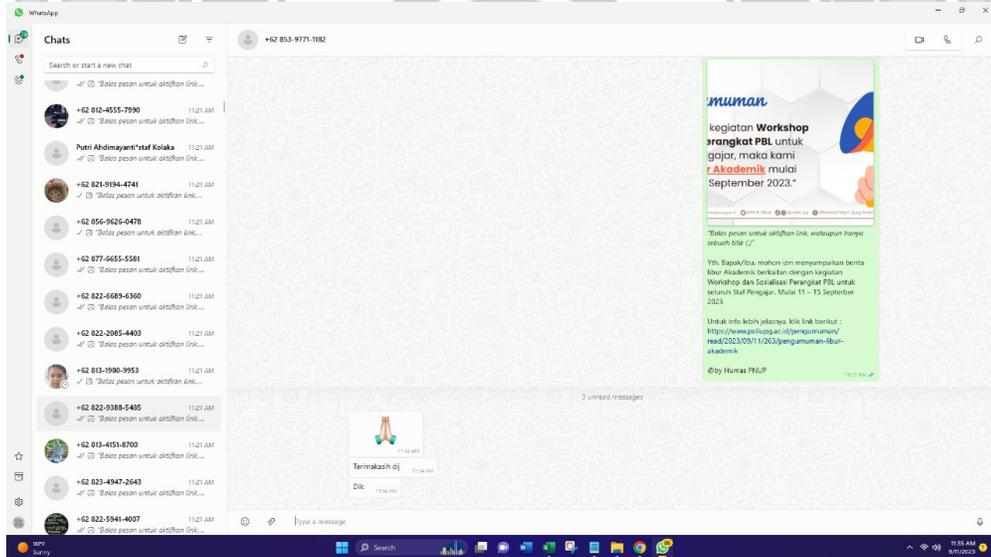 WhatsApp
Chats
Search or start a new chat
"Balas pesan untuk aktifkan link,...
+62 812-4555-7990 11:21 AM
"Balas pesan untuk aktifkan link,...
Putri Ahdimayanti*staf Kolaka 11:21 AM
"Balas pesan untuk aktifkan link,...
+62 821-9194-4741 11:21 AM
"Balas pesan untuk aktifkan link,...
+62 856-9626-0478 11:21 AM
"Balas pesan untuk aktifkan link,...
+62 877-6655-5581 11:21 AM
"Balas pesan untuk aktifkan link,...
+62 822-6689-6360 11:21 AM
"Balas pesan untuk aktifkan link,...
+62 822-2085-4403 11:21 AM
"Balas pesan untuk aktifkan link,...
+62 813-1980-9953 11:21 AM
"Balas pesan untuk aktifkan link,...
+62 822-9388-5485 11:21 AM
"Balas pesan untuk aktifkan link,...
+62 813-4151-8700 11:21 AM
"Balas pesan untuk aktifkan link,...
+62 823-4947-2643 11:21 AM
"Balas pesan untuk aktifkan link,...
+62 822-5941-4007 11:21 AM
"Balas pesan untuk aktifkan link,...
+62 853-9771-1182
muman
kegiatan Workshop
erangkat PBL untuk
gajar, maka kami
r Akademik mulai
September 2023."
"Balas pesan untuk aktifkan link, walaupun hanya
sebuah titik (.)"
Yth. Bapak/Ibu, mohon izin menyampaikan berita
libur Akademik berkaitan dengan kegiatan
Workshop dan Sosialisasi Perangkat PBL untuk
seluruh Staf Pengajar. Mulai 11 – 15 September
2023
Untuk info lebih jelasnya, klik link berikut :
https://www.poliupg.ac.id/pengumuman/
read/2023/09/11/263/pengumuman-libur-
akademik
@by Humas PNUP
3 unread messages
Terimakasih dij
Dik
Type a message
90°F
Sunny
Search
11:35 AM
9/11/2023